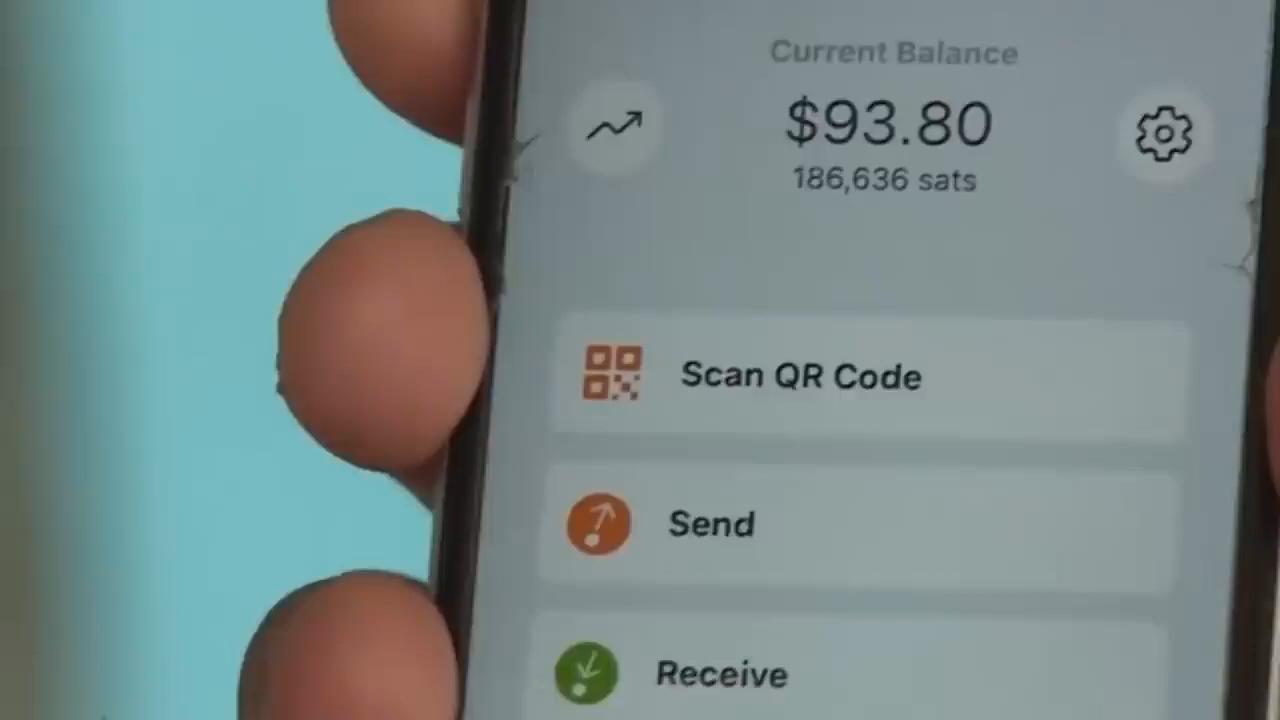 Current Balance
$93.80
186,636 sats
Scan QR Code
Send
Receive